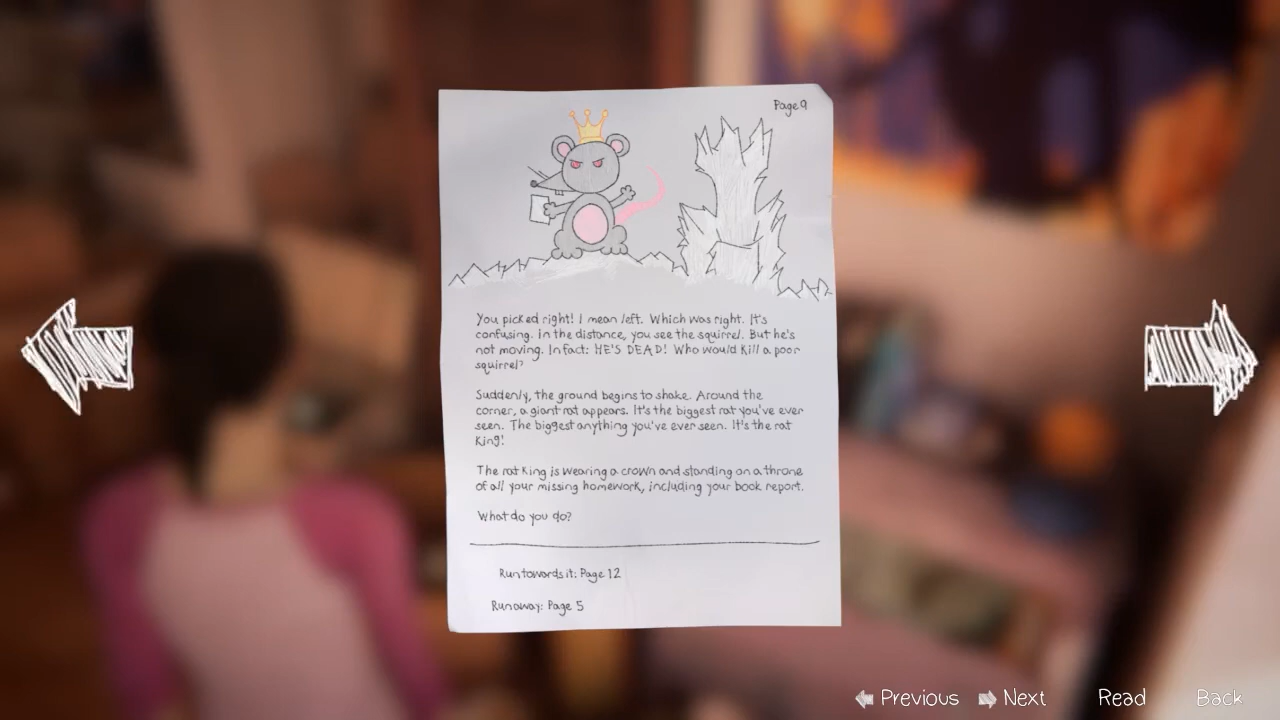 Page 9
You picked right! I mean left. Which was right. It's
confusing. In the distance, you see the squirrel. But he's
not moving. In fact: HE'S DEAD! Who would kill a poor
squirrel?
Suddenly, the ground begins to shake. Around the
corner, a giant rat appears. It's the biggest rat you've ever
seen. The biggest anything you've ever seen. It's the rat
king!
The rat king is wearing a crown and standing on a throne
of all your missing homework, including your book report.
What do you do?
Run towards it: Page 12
Run away: Page 5
Previous Next Read Back